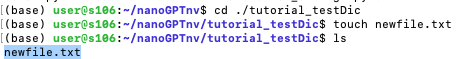 [(base) user@s106:~/nanoGPTnv$ cd ./tutorial_testDic
[(base) user@s106:~/nanoGPTnv/tutorial_testDic$ touch newfile.txt
[(base) user@s106:~/nanoGPTnv/tutorial_testDic$ ls
newfile.txt